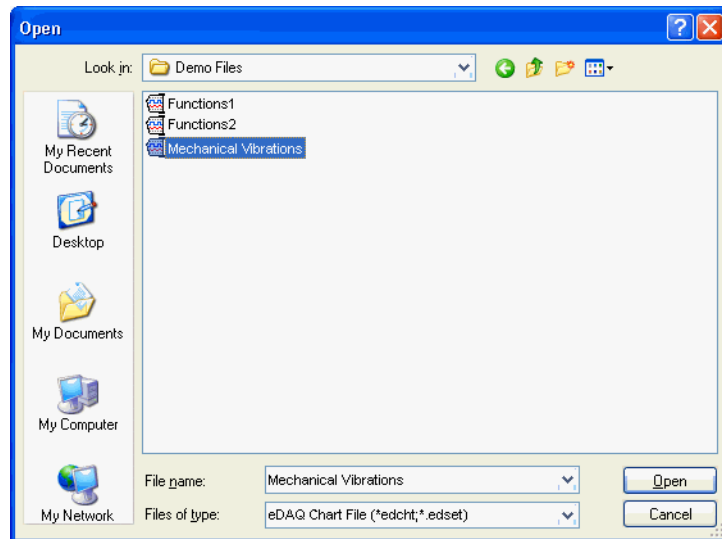 Open
Look in: Demo Files
Functions1
Functions2
Mechanical Vibrations
My Recent
Documents
Desktop
My Documents
My Computer
My Network
File name: Mechanical Vibrations Open
Files of type: eDAQ Chart File (*edcht;*.edset) Cancel